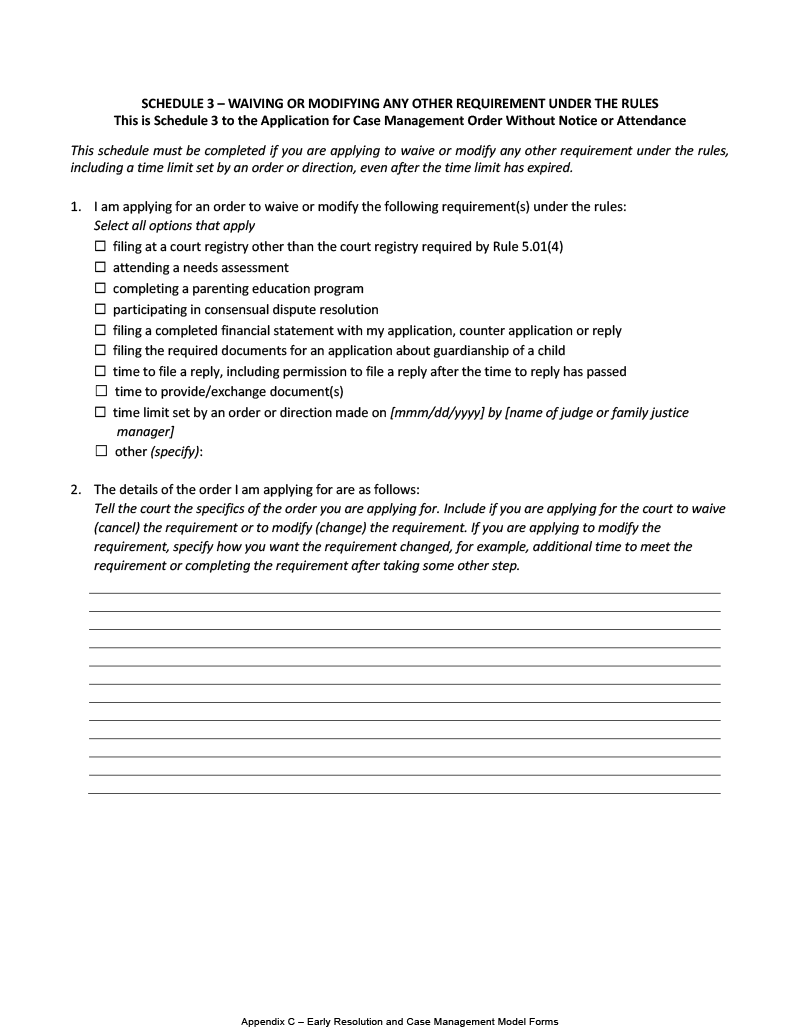 SCHEDULE 3 – WAIVING OR MODIFYING ANY OTHER REQUIREMENT UNDER THE RULES
This is Schedule 3 to the Application for Case Management Order Without Notice or Attendance
This schedule must be completed if you are applying to waive or modify any other requirement under the rules,
including a time limit set by an order or direction, even after the time limit has expired.
1. I am applying for an order to waive or modify the following requirement(s) under the rules:
Select all options that apply
☐ filing at a court registry other than the court registry required by Rule 5.01(4)
☐ attending a needs assessment
☐ completing a parenting education program
☐ participating in consensual dispute resolution
☐ filing a completed financial statement with my application, counter application or reply
☐ filing the required documents for an application about guardianship of a child
☐ time to file a reply, including permission to file a reply after the time to reply has passed
☐ time to provide/exchange document(s)
☐ time limit set by an order or direction made on [mmm/dd/yyyy] by [name of judge or family justice
manager]
☐ other (specify):
2. The details of the order I am applying for are as follows:
Tell the court the specifics of the order you are applying for. Include if you are applying for the court to waive
(cancel) the requirement or to modify (change) the requirement. If you are applying to modify the
requirement, specify how you want the requirement changed, for example, additional time to meet the
requirement or completing the requirement after taking some other step.
Appendix C – Early Resolution and Case Management Model Forms